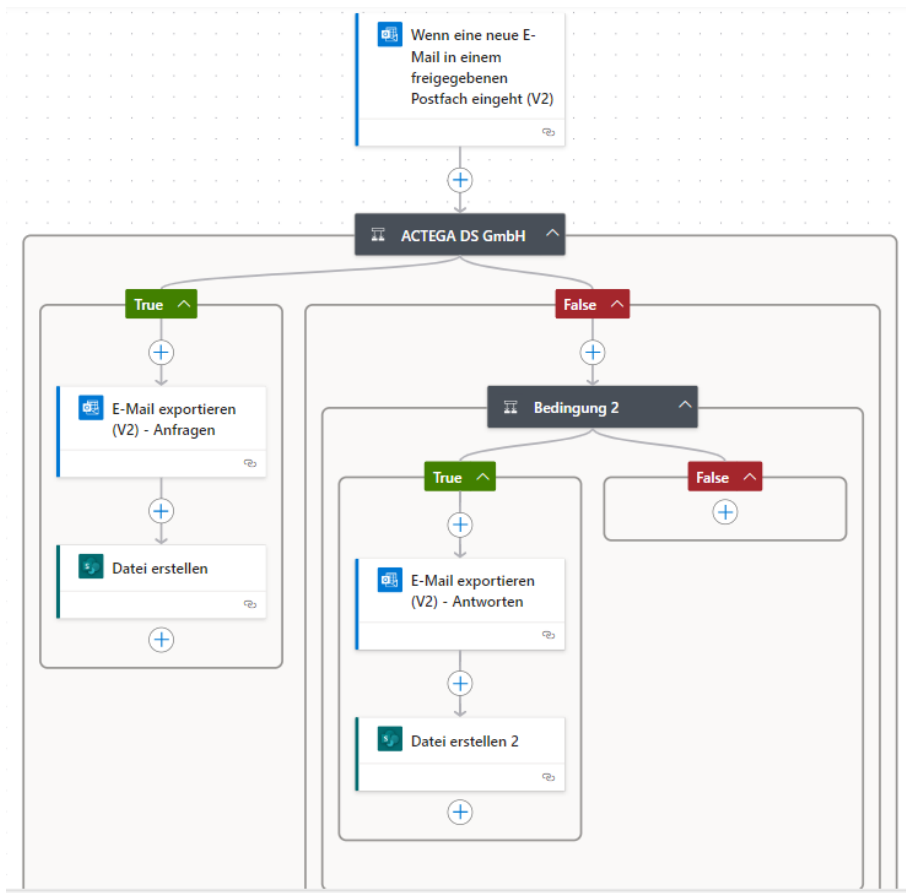 Wenn eine neue E-
Mail in einem
freigegebenen
Postfach eingeht (V2)
ACTEGA DS GmbH
True
False
E-Mail exportieren
(V2) - Anfragen
Bedingung 2
True
False
Datei erstellen
E-Mail exportieren
(V2) - Antworten
Datei erstellen 2